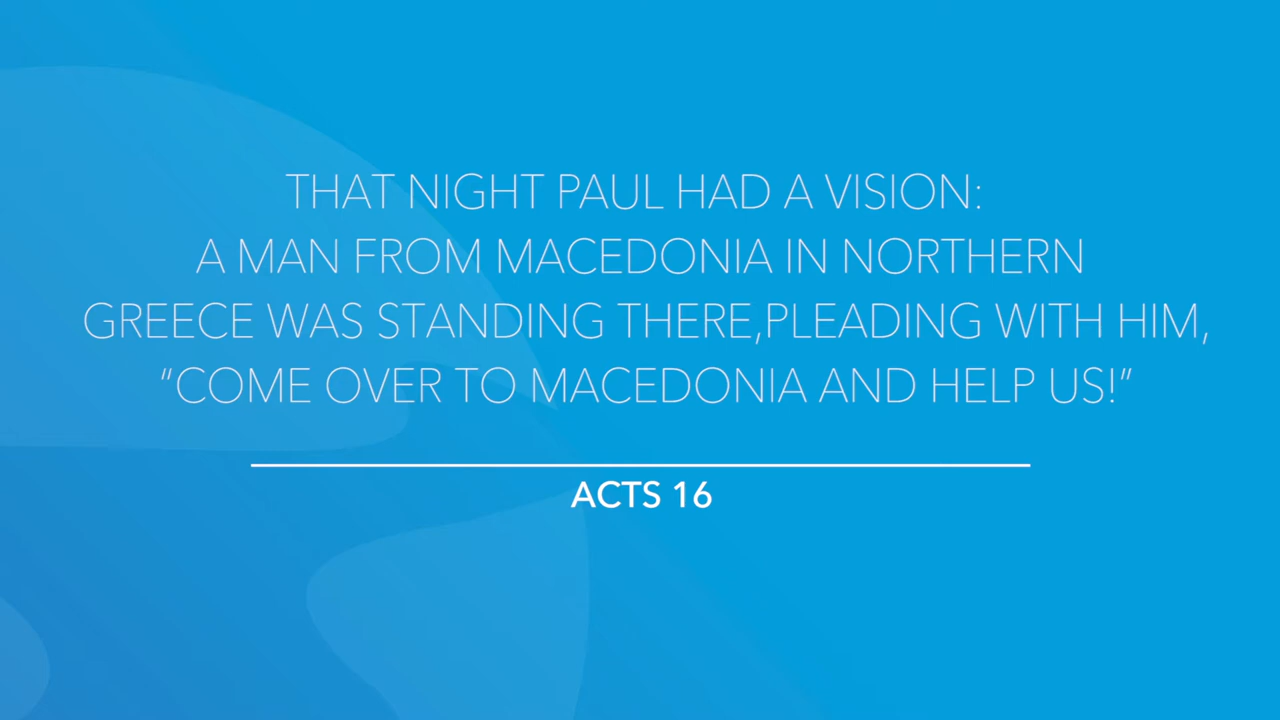 THAT NIGHT PAUL HAD A VISION:
A MAN FROM MACEDONIA IN NORTHERN
GREECE WAS STANDING THERE,PLEADING WITH HIM,
“COME OVER TO MACEDONIA AND HELP US!”
ACTS 16